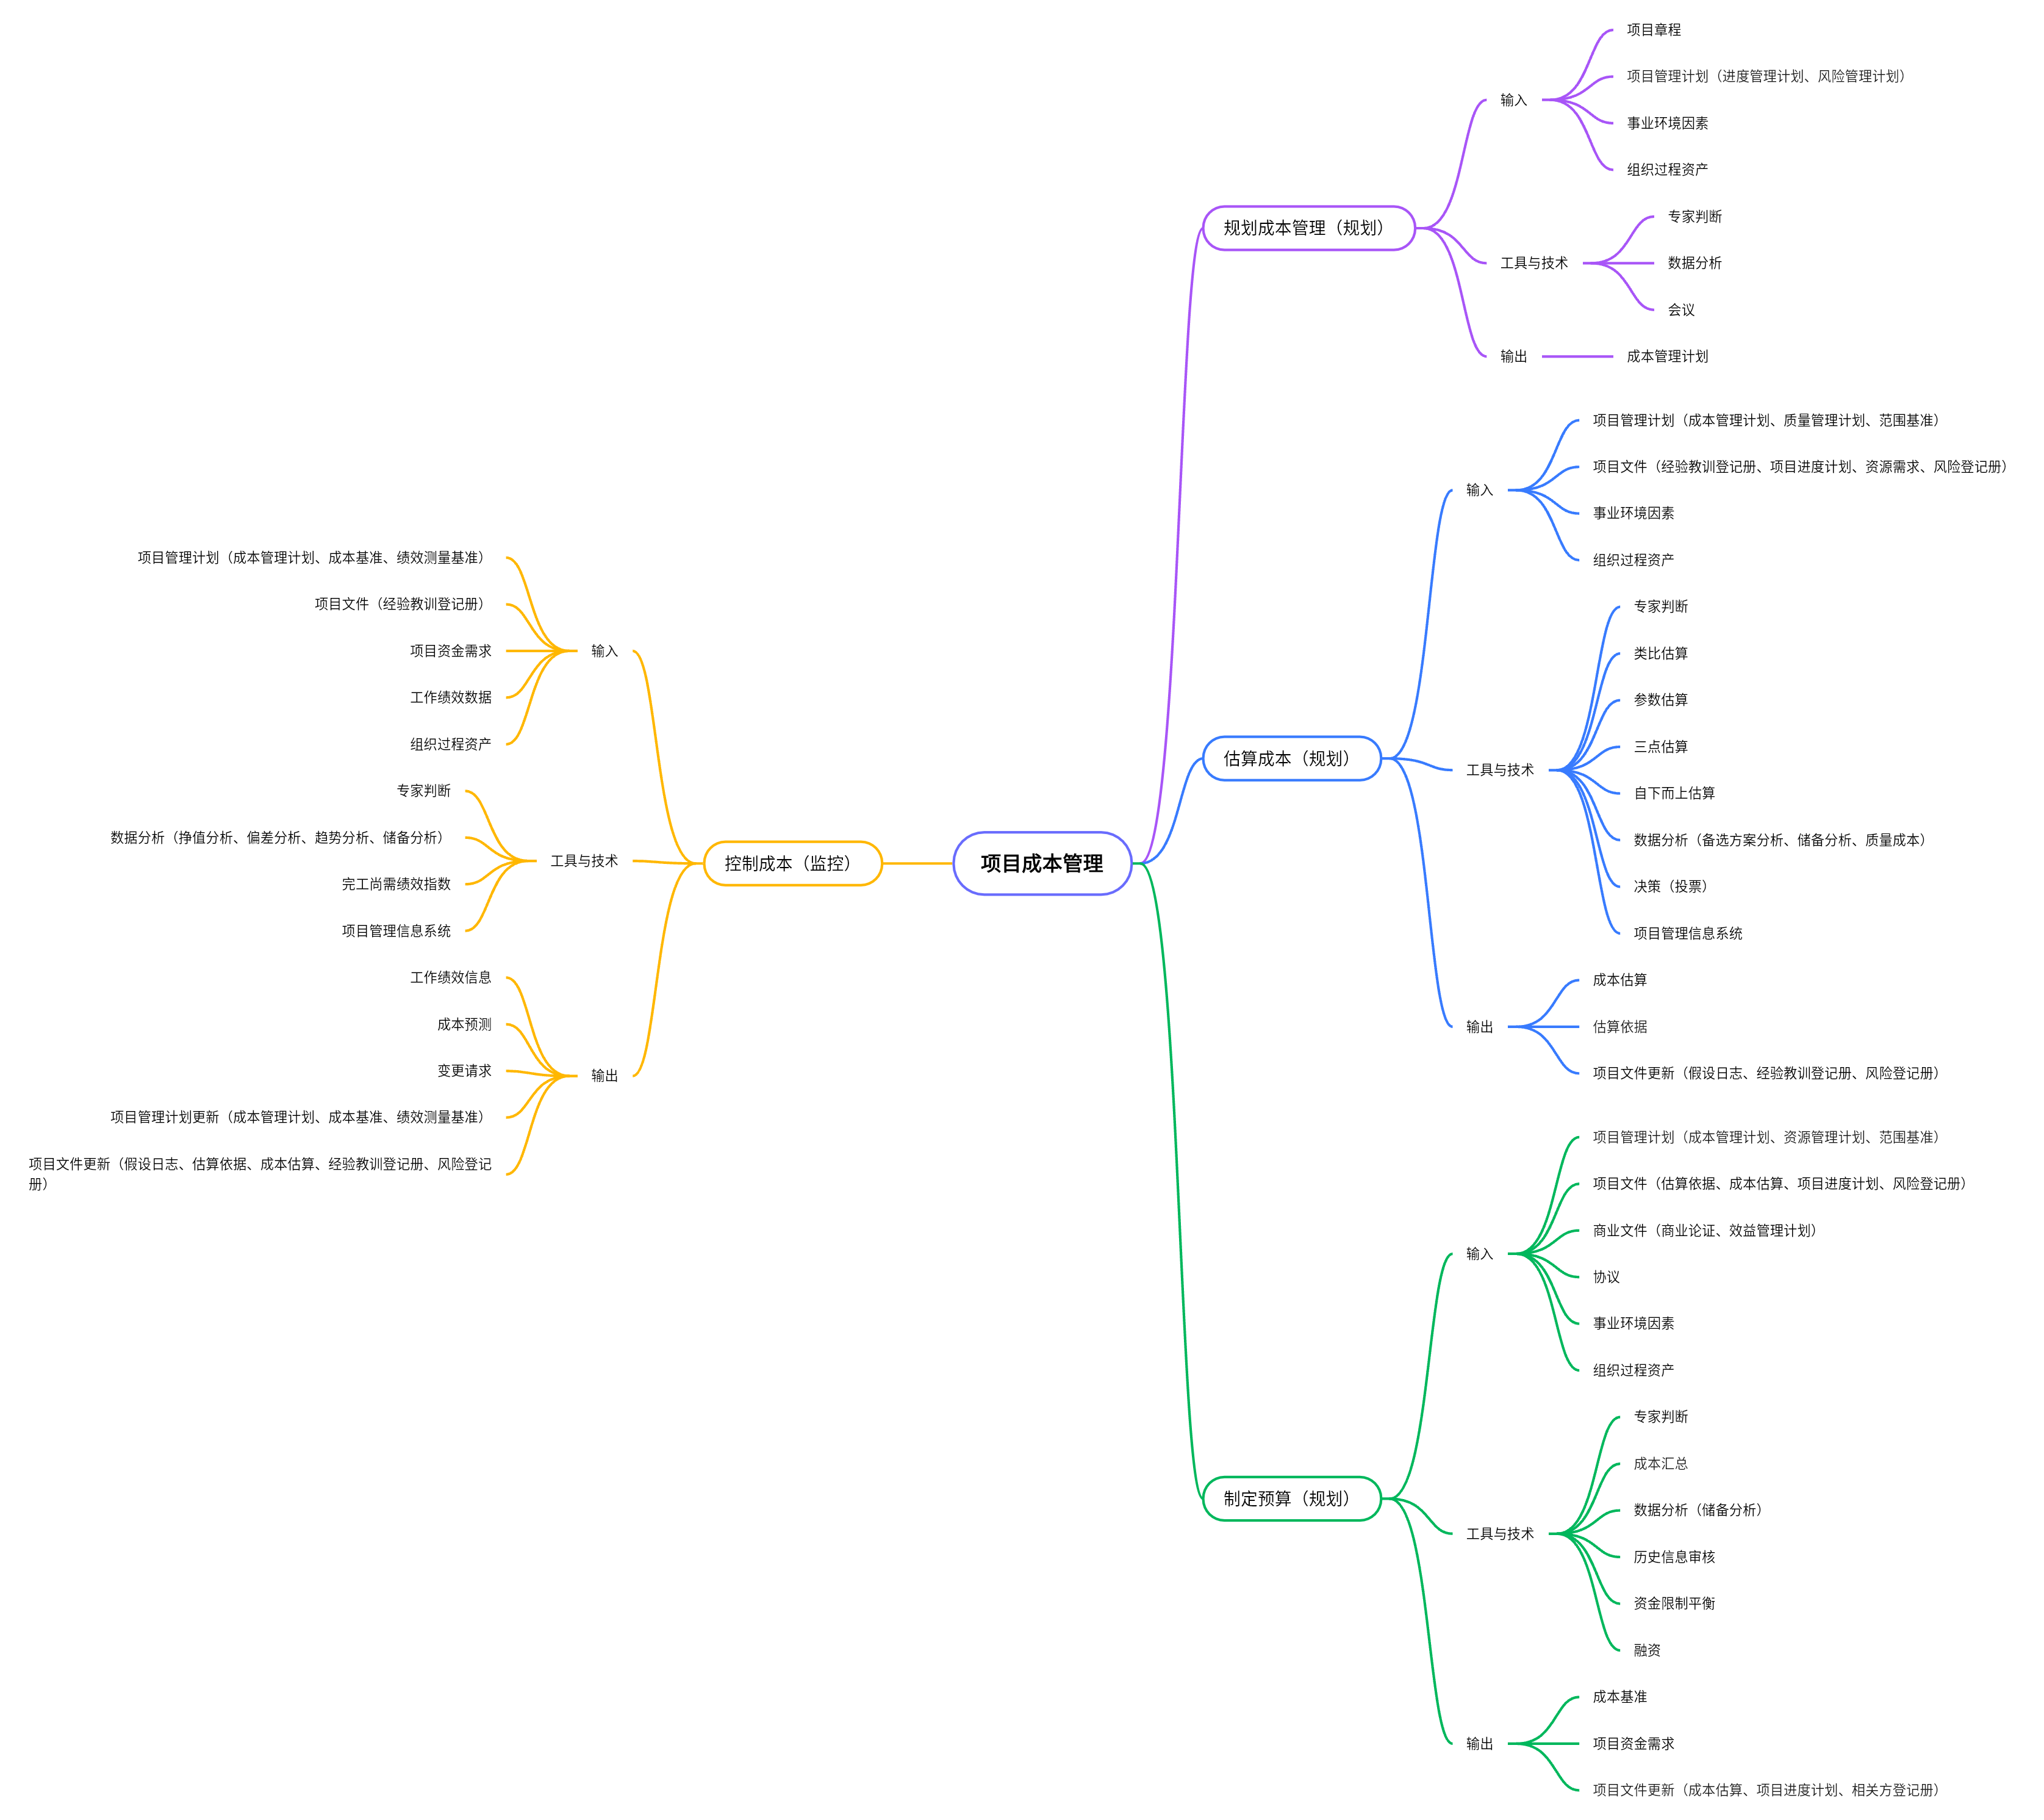 项目成本管理
规划成本管理（规划）
输入
项目章程
项目管理计划（进度管理计划、风险管理计划）
事业环境因素
组织过程资产
工具与技术
专家判断
数据分析
会议
输出
成本管理计划
估算成本（规划）
输入
项目管理计划（成本管理计划、质量管理计划、范围基准）
项目文件（经验教训登记册、项目进度计划、资源需求、风险登记册）
事业环境因素
组织过程资产
工具与技术
专家判断
类比估算
参数估算
三点估算
自下而上估算
数据分析（备选方案分析、储备分析、质量成本）
决策（投票）
项目管理信息系统
输出
成本估算
估算依据
项目文件更新（假设日志、经验教训登记册、风险登记册）
制定预算（规划）
输入
项目管理计划（成本管理计划、资源管理计划、范围基准）
项目文件（估算依据、成本估算、项目进度计划、风险登记册）
商业文件（商业论证、效益管理计划）
协议
事业环境因素
组织过程资产
工具与技术
专家判断
成本汇总
数据分析（储备分析）
历史信息审核
资金限制平衡
融资
输出
成本基准
项目资金需求
项目文件更新（成本估算、项目进度计划、相关方登记册）
控制成本（监控）
输入
项目管理计划（成本管理计划、成本基准、绩效测量基准）
项目文件（经验教训登记册）
项目资金需求
工作绩效数据
组织过程资产
工具与技术
专家判断
数据分析（挣值分析、偏差分析、趋势分析、储备分析）
完工尚需绩效指数
项目管理信息系统
输出
工作绩效信息
成本预测
变更请求
项目管理计划更新（成本管理计划、成本基准、绩效测量基准）
项目文件更新（假设日志、估算依据、成本估算、经验教训登记册、风险登记
册）